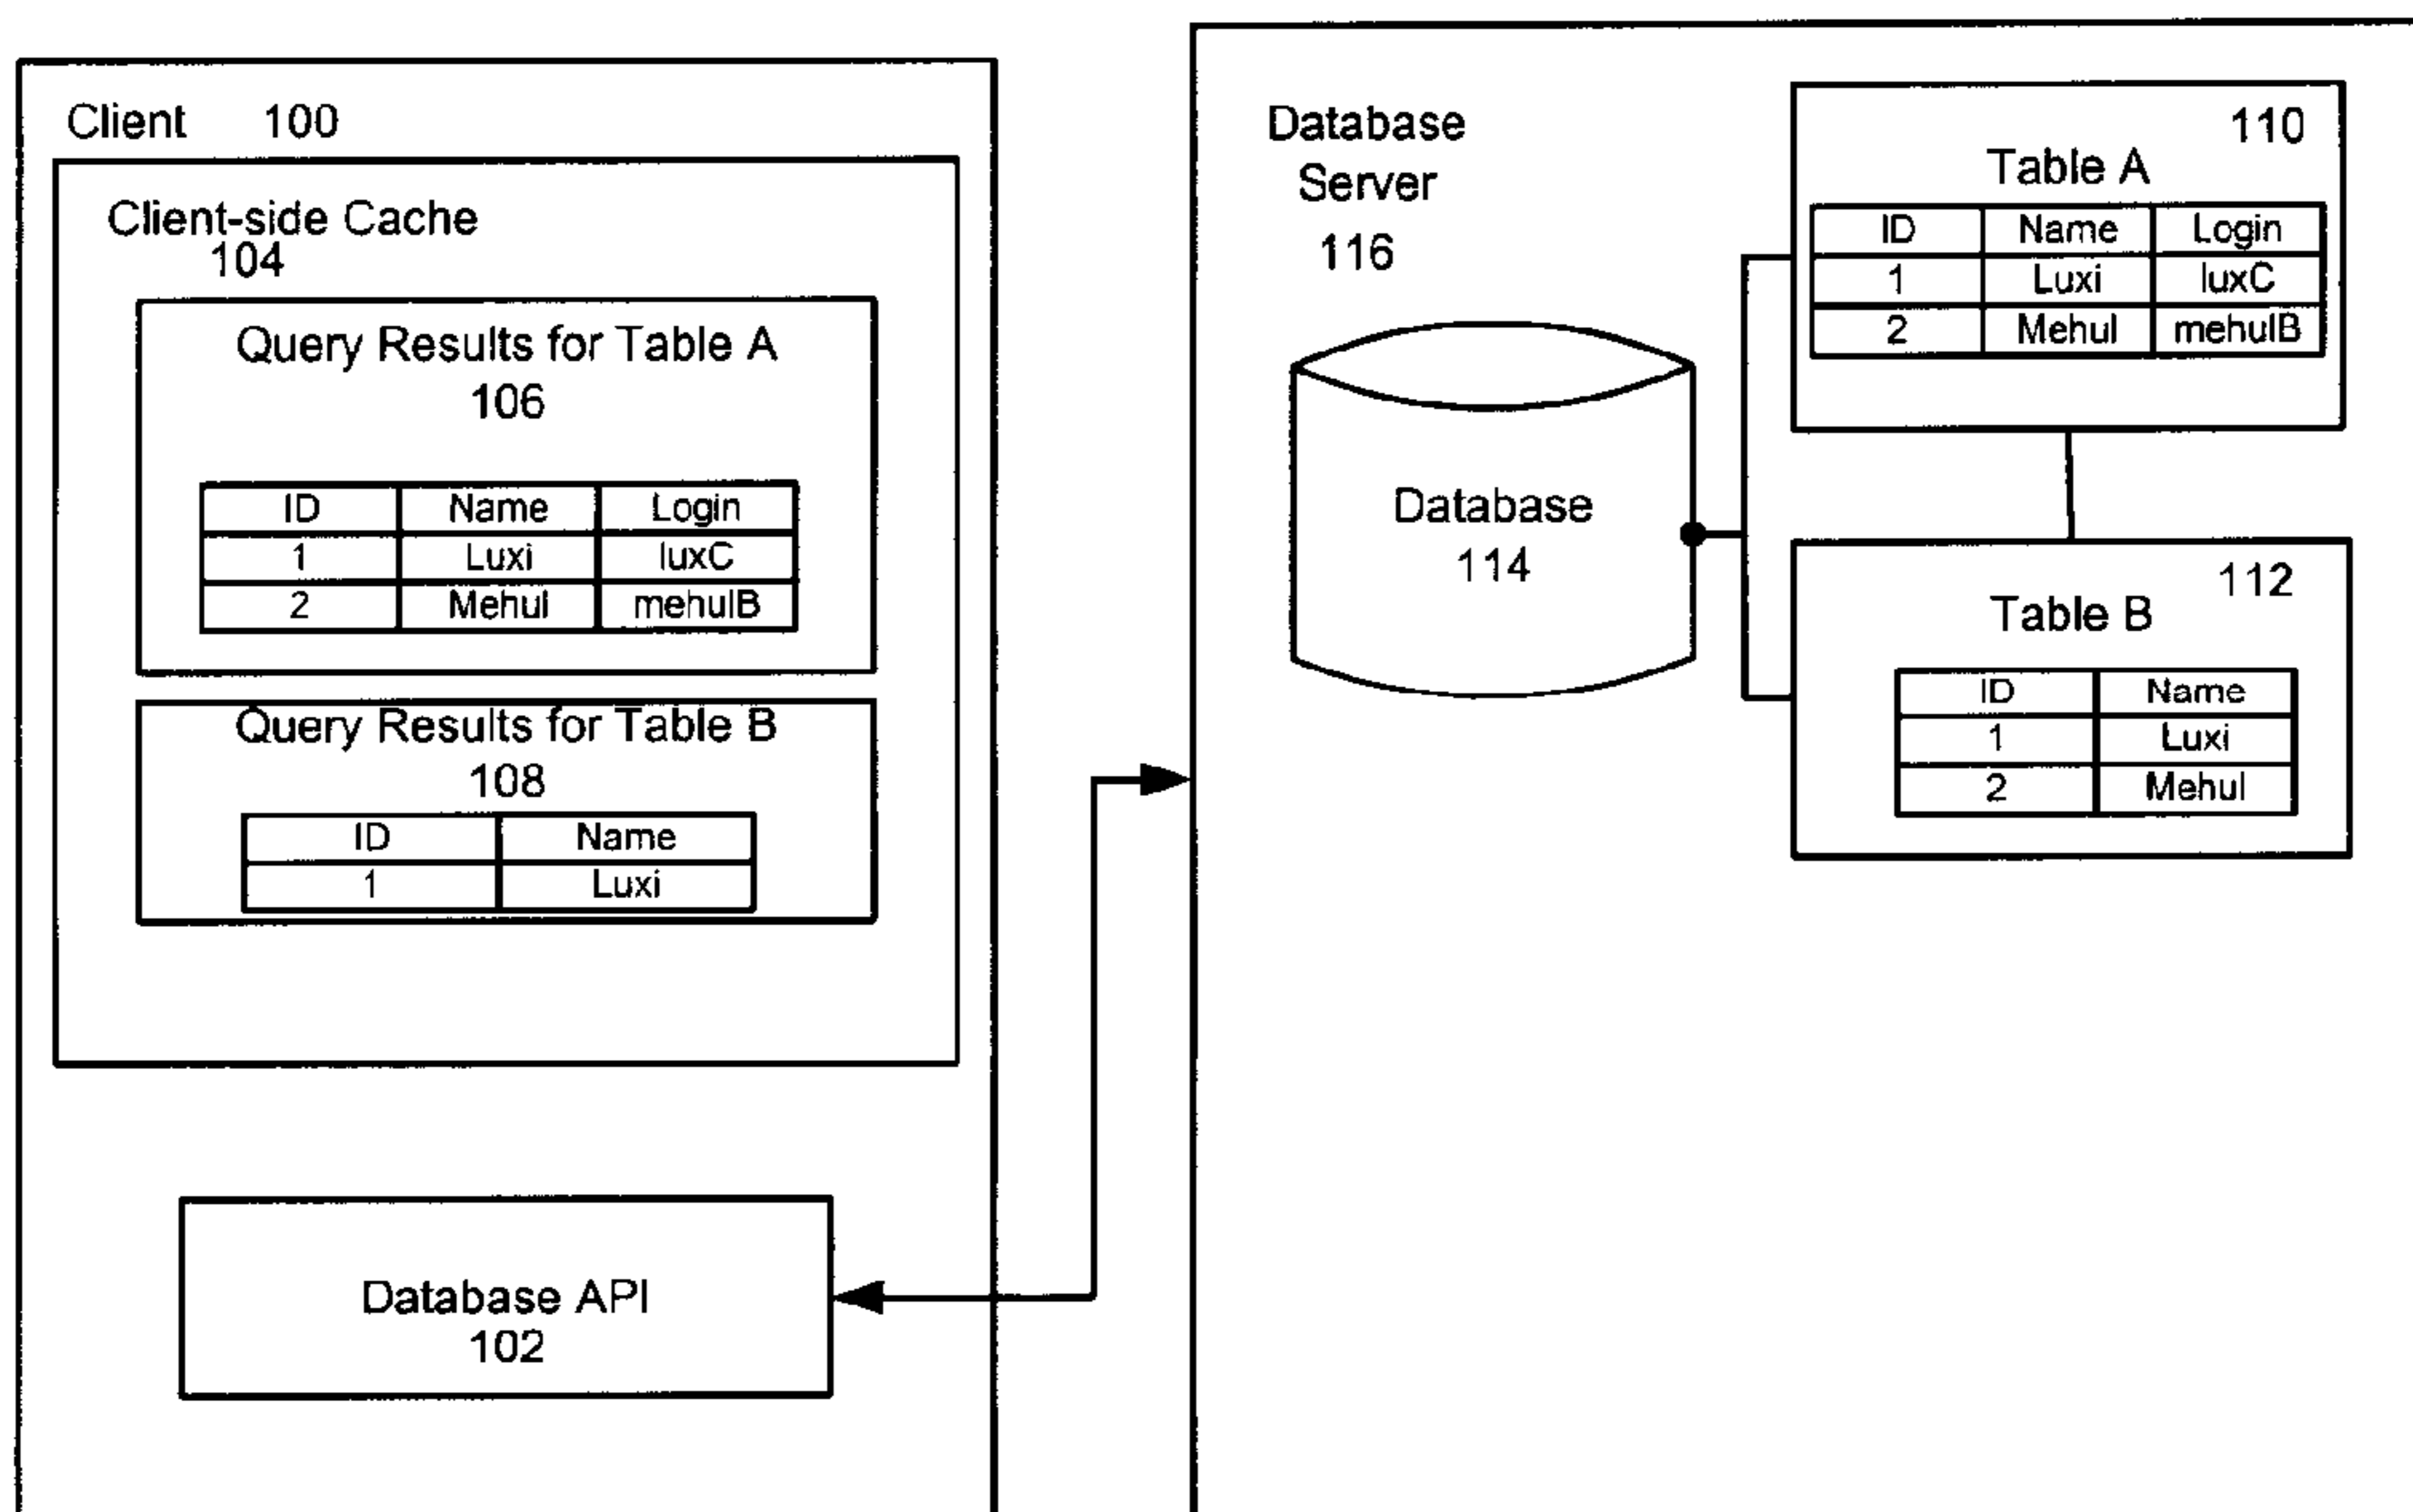 Client 100
Client-side Cache
104
Query Results for Table A
106
ID Name Login
1 Luxi luxC
2 Mehul mehulB
Query Results for Table B
108
ID Name
1 Luxi
Database API
102
Database
Server
116
Database
114
110
Table A
ID Name Login
1 Luxi luxC
2 Mehul mehulB
112
Table B
ID Name
1 Luxi
2 Mehul